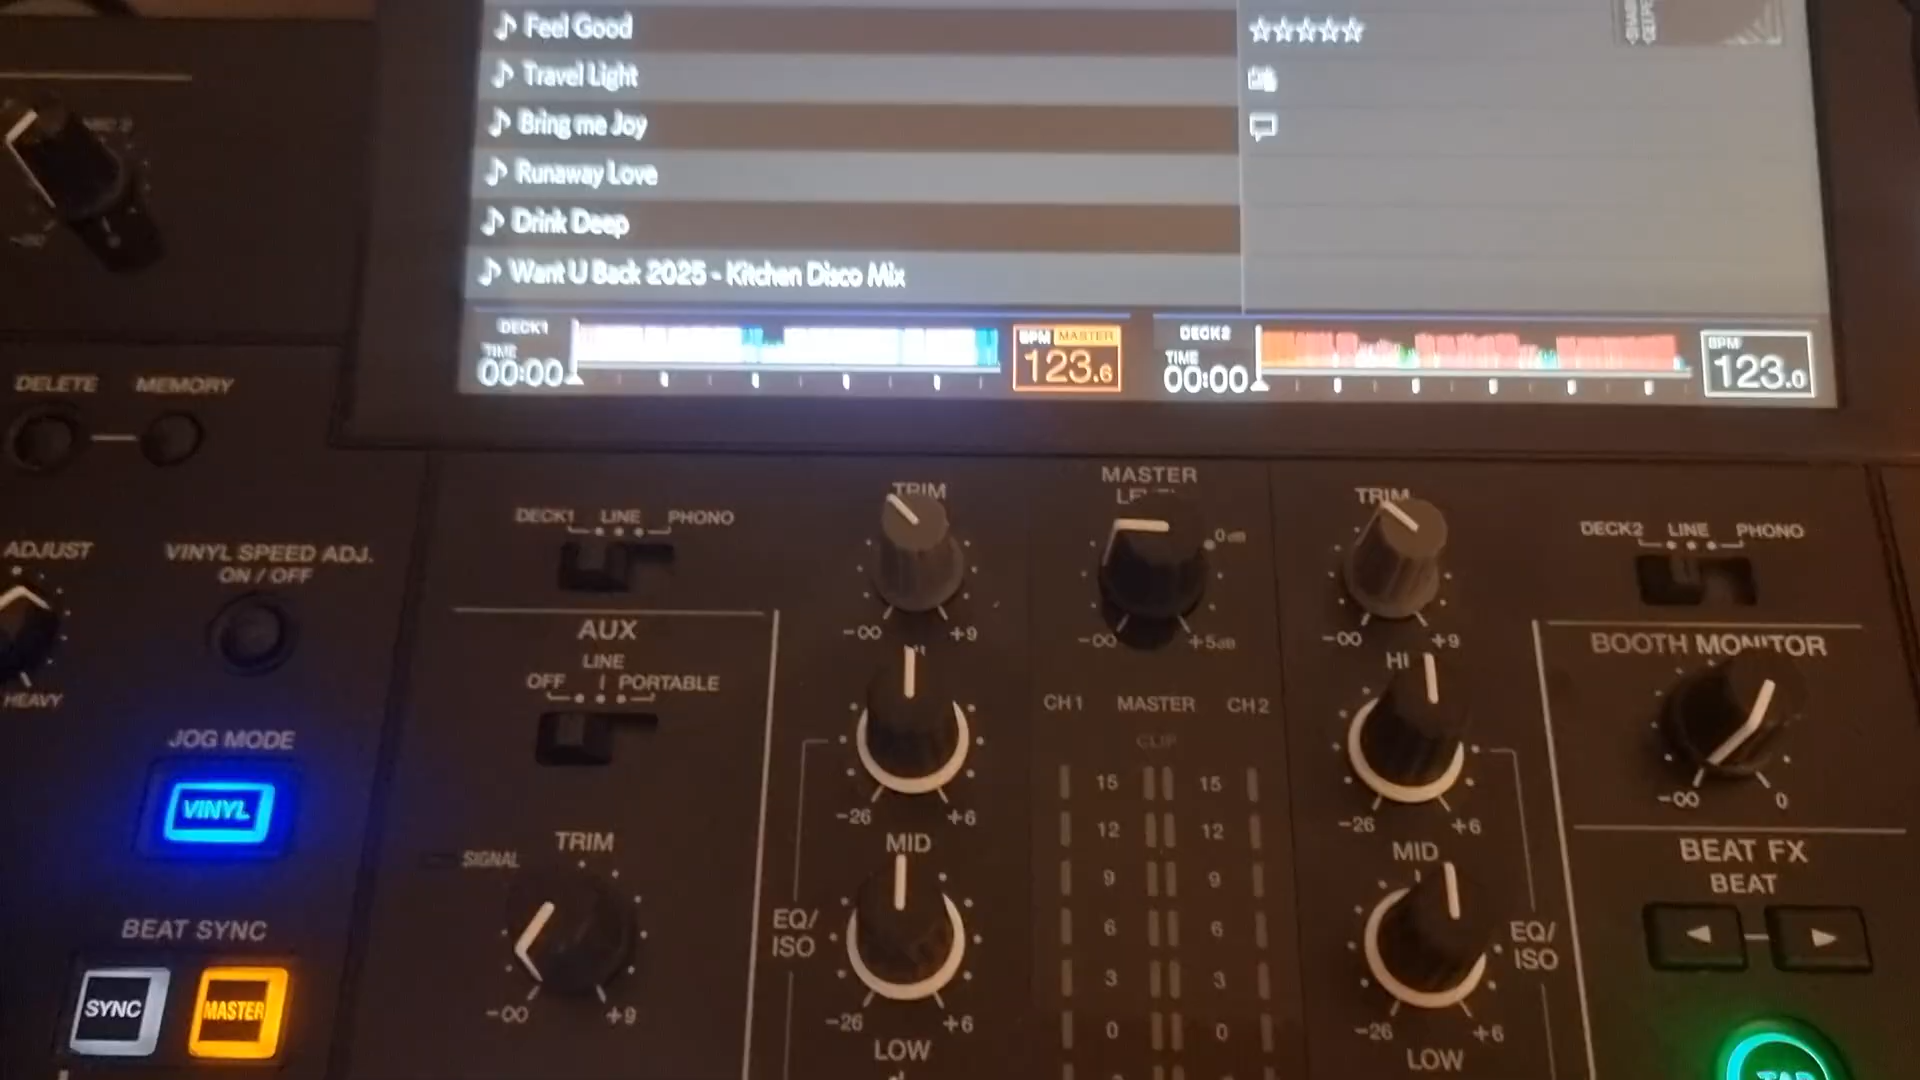 Feel Good
Travel Light
Bring me Joy
Runaway Love
Drink Deep
Want U Back 2025 - Kitchen Disco Mix
DECK1
TIME
00:00
BPM MASTER
123.6
DECK2
TIME
00:00
BPM
123.0
DELETE MEMORY
ADJUST
HEAVY
VINYL SPEED ADJ.
ON / OFF
JOG MODE
VINYL
BEAT SYNC
SYNC MASTER
DECK1 LINE PHONO
AUX
LINE
OFF PORTABLE
TRIM
SIGNAL
-∞ +9
TRIM
-∞ +9
-26 +6
MID
EQ/
ISO
-26 +6
LOW
MASTER
LEVEL
0dB
-∞ +5dB
CH1 MASTER CH2
CLIP
15 15
12 12
9 9
6 6
3 3
0 0
TRIM
-∞ +9
HI
-26 +6
MID
EQ/
ISO
-26 +6
LOW
DECK2 LINE PHONO
BOOTH MONITOR
-∞ 0
BEAT FX
BEAT
TAP